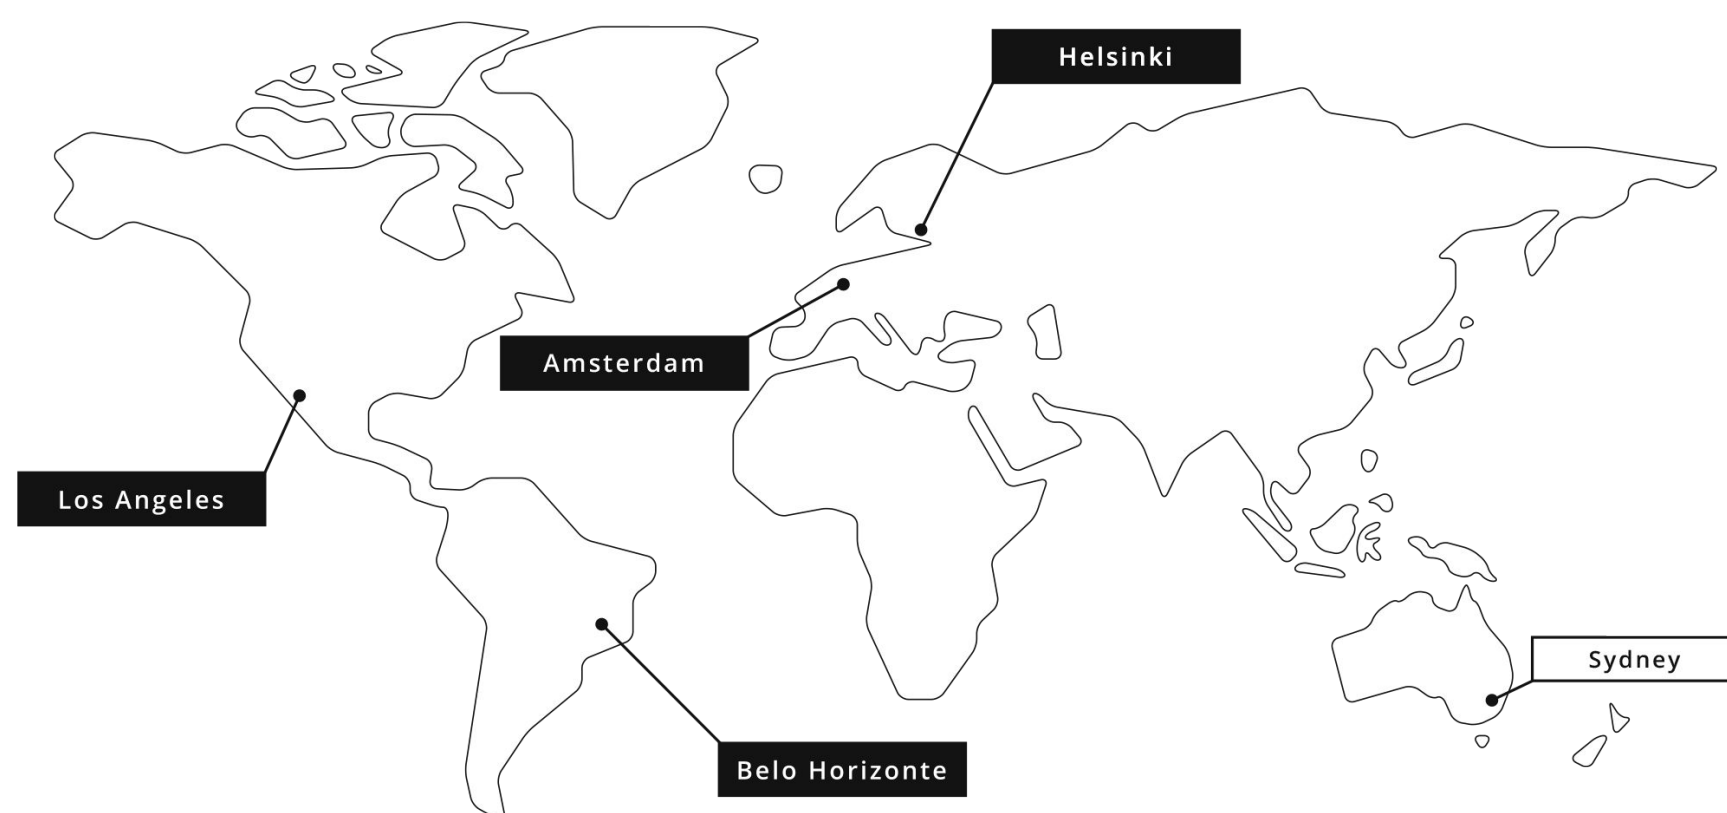 Helsinki
Amsterdam
Los Angeles
Sydney
Belo Horizonte